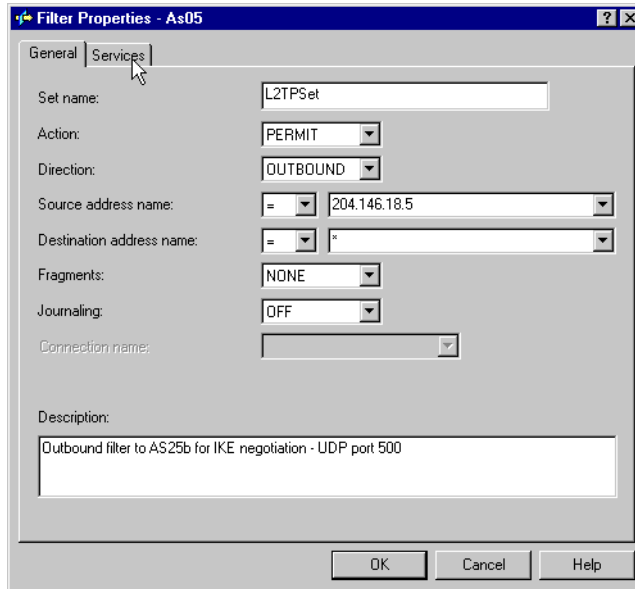 Filter Properties - As05
General Services
Set name: L2TPSet
Action: PERMIT
Direction: OUTBOUND
Source address name: = 204.146.18.5
Destination address name: = *
Fragments: NONE
Journaling: OFF
Connection name:
Description:
Outbound filter to AS25b for IKE negotiation - UDP port 500
OK Cancel Help